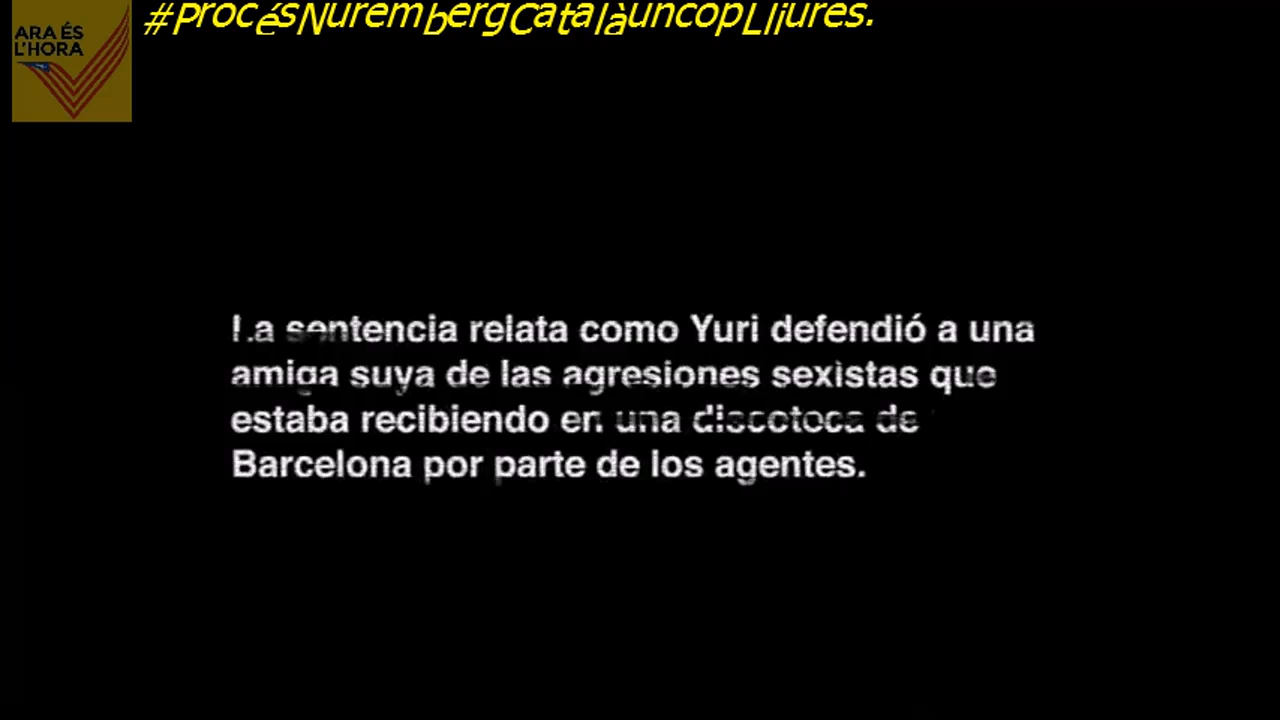 #ProcésNurembergCatalàuncopLliures.
ARA ÉS
L'HORA
La sentencia relata como Yuri defendió a una
amiga suya de las agresiones sexistas que
estaba recibiendo en una discoteca de
Barcelona por parte de los agentes.